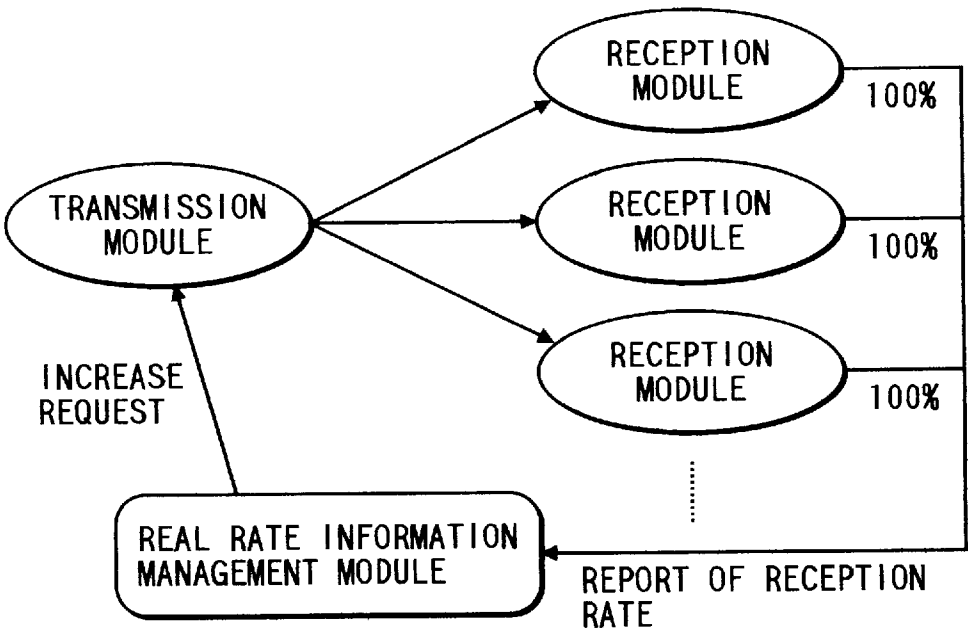 RECEPTION
MODULE
100%
TRANSMISSION
MODULE
RECEPTION
MODULE
100%
RECEPTION
MODULE
100%
INCREASE
REQUEST
REAL RATE INFORMATION
MANAGEMENT MODULE
REPORT OF RECEPTION
RATE